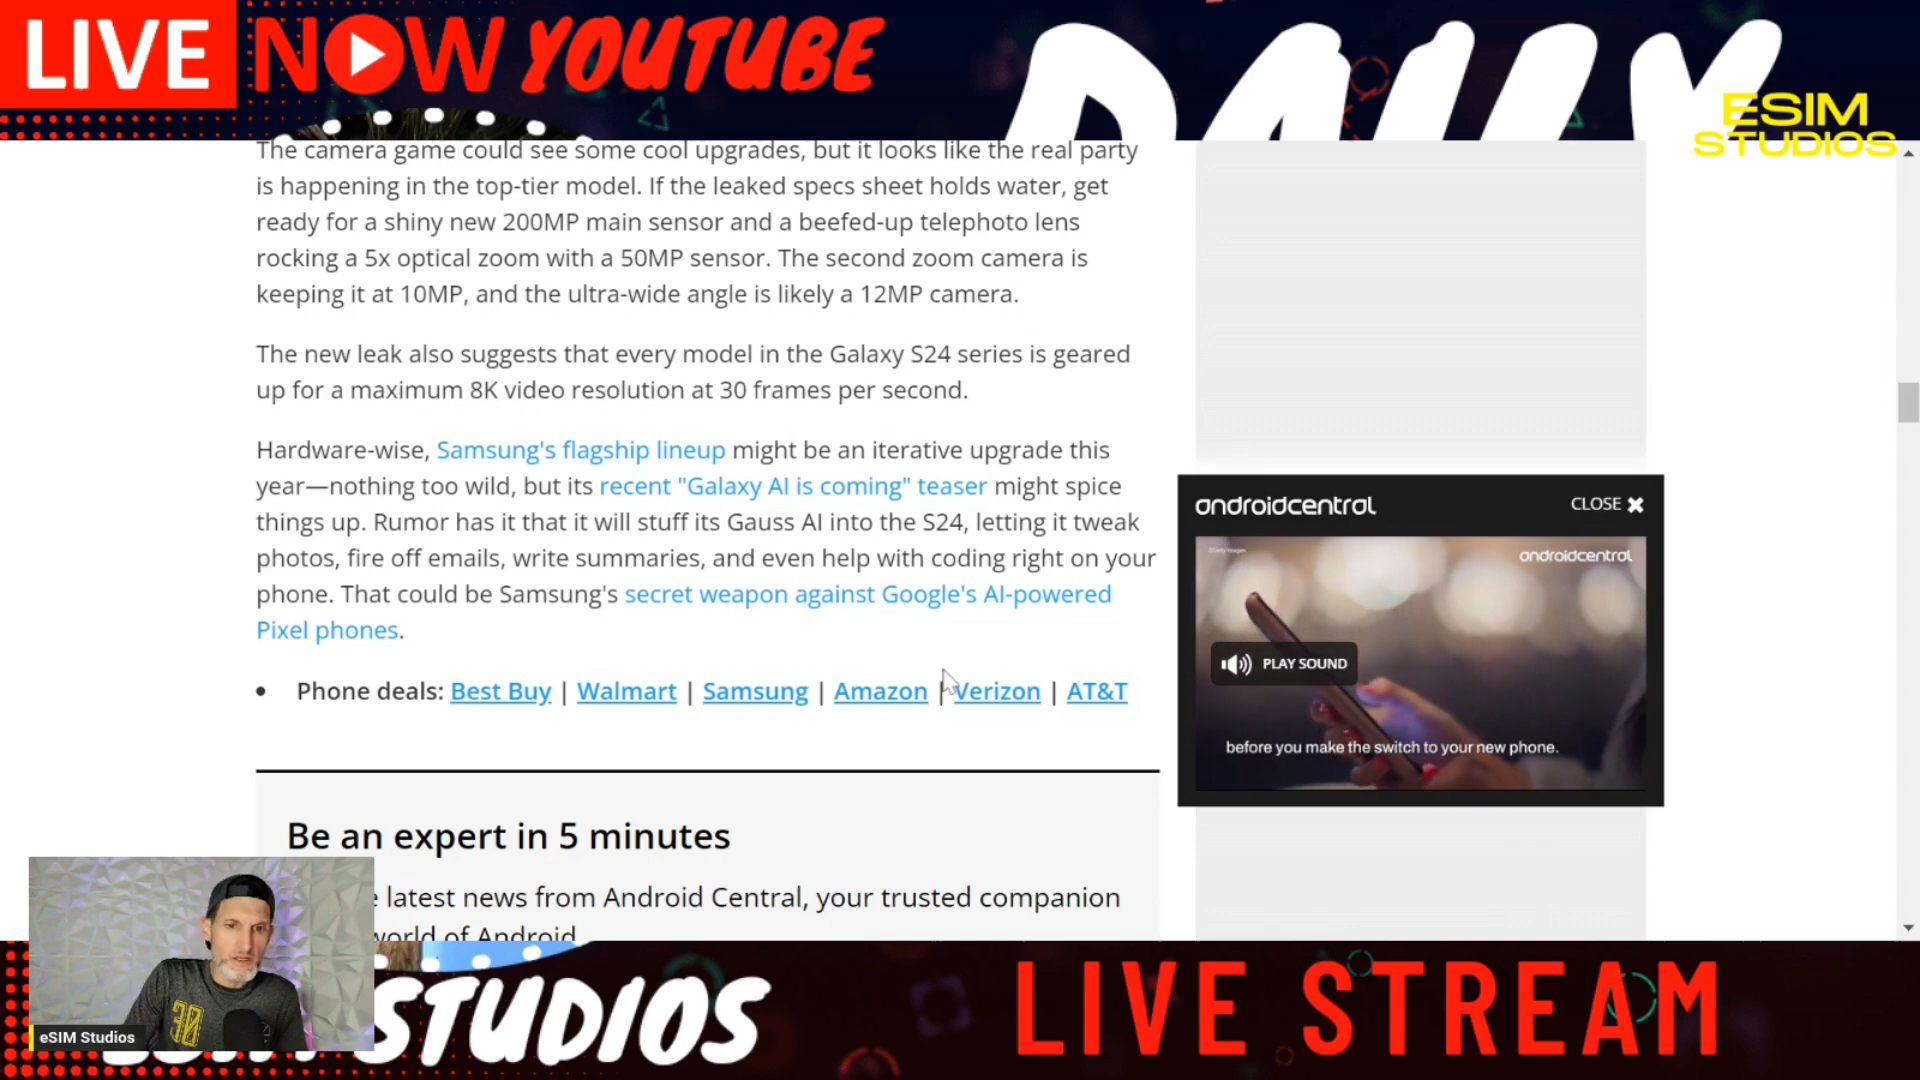 LIVE NOW YOUTUBE
DAILY
ESIM
STUDIOS
The camera game could see some cool upgrades, but it looks like the real party
is happening in the top-tier model. If the leaked specs sheet holds water, get
ready for a shiny new 200MP main sensor and a beefed-up telephoto lens
rocking a 5x optical zoom with a 50MP sensor. The second zoom camera is
keeping it at 10MP, and the ultra-wide angle is likely a 12MP camera.
The new leak also suggests that every model in the Galaxy S24 series is geared
up for a maximum 8K video resolution at 30 frames per second.
Hardware-wise, Samsung's flagship lineup might be an iterative upgrade this
year—nothing too wild, but its recent "Galaxy AI is coming" teaser might spice
things up. Rumor has it that it will stuff its Gauss AI into the S24, letting it tweak
photos, fire off emails, write summaries, and even help with coding right on your
phone. That could be Samsung's secret weapon against Google's AI-powered
Pixel phones.
• Phone deals: Best Buy | Walmart | Samsung | Amazon | Verizon | AT&T
androidcentral
CLOSE ✖
androidcentral
PLAY SOUND
before you make the switch to your new phone.
Be an expert in 5 minutes
latest news from Android Central, your trusted companion
world of Android
30
eSIM Studios
STUDIOS
LIVE STREAM